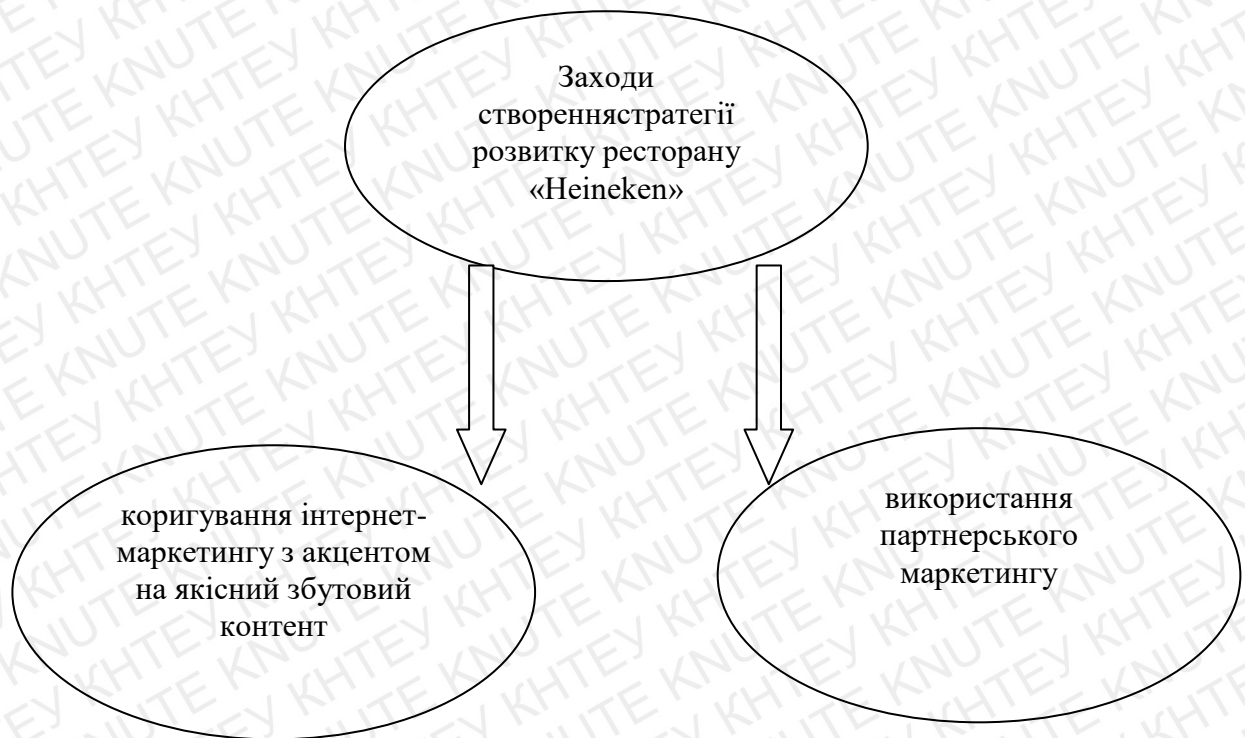 Заходи
створеннястратегії
розвитку ресторану
«Heineken»
коригування інтернет-
маркетингу з акцентом
на якісний збутовий
контент
використання
партнерського
маркетингу